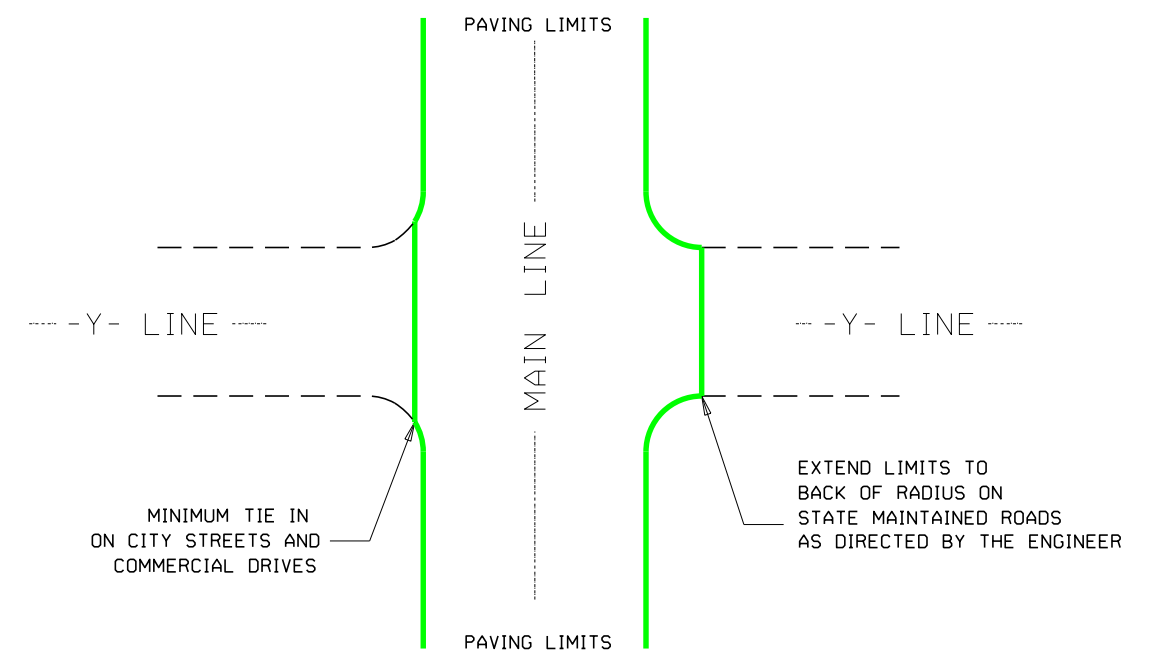 PAVING LIMITS
MAIN LINE
-Y- LINE
-Y- LINE
MINIMUM TIE IN
ON CITY STREETS AND
COMMERCIAL DRIVES
EXTEND LIMITS TO
BACK OF RADIUS ON
STATE MAINTAINED ROADS
AS DIRECTED BY THE ENGINEER
PAVING LIMITS